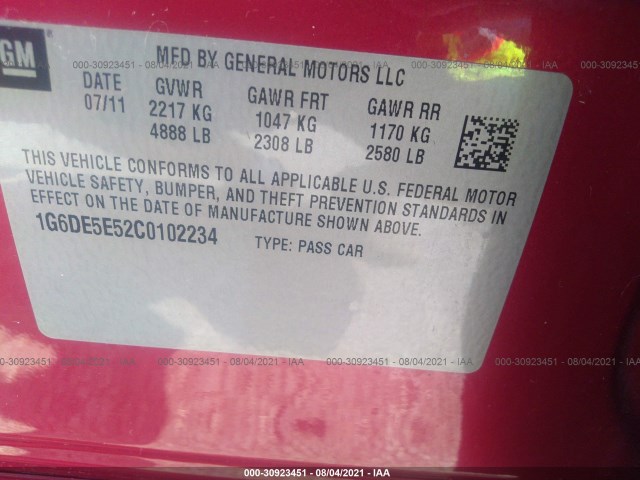 000-30923451 - 08/04/2021 - IAA
GM
MFD BY GENERAL MOTORS LLC
DATE GVWR GAWR FRT GAWR RR
07/11 2217 KG 1047 KG 1170 KG
4888 LB 2308 LB 2580 LB
THIS VEHICLE CONFORMS TO ALL APPLICABLE U.S. FEDERAL MOTOR
VEHICLE SAFETY, BUMPER, AND THEFT PREVENTION STANDARDS IN
EFFECT ON THE DATE OF MANUFACTURE SHOWN ABOVE.
1G6DE5E52C0102234 TYPE: PASS CAR
000-30923451 - 08/04/2021 - IAA
000-30923451 - 08/04/2021 - IAA